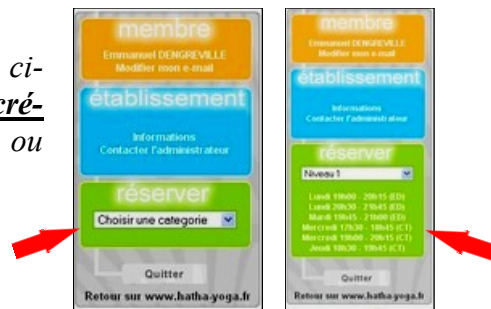 ci-
cré-
ou
membre
Emmanuel DENGREVILLE
Modifier mon e-mail
établissement
Informations
Contacter l'administrateur
réserver
Choisir une categorie
Quitter
Retour sur www.hatha-yoga.fr
membre
Emmanuel DENGREVILLE
Modifier mon e-mail
établissement
Informations
Contacter l'administrateur
réserver
Niveau 1
Lundi 19h00 - 20h15 (ED)
Lundi 20h30 - 21h45 (ED)
Mardi 19h45 - 21h00 (ED)
Mercredi 17h30 - 18h45 (CT)
Mercredi 19h00 - 20h15 (CT)
Jeudi 18h30 - 19h45 (CT)
Quitter
Retour sur www.hatha-yoga.fr